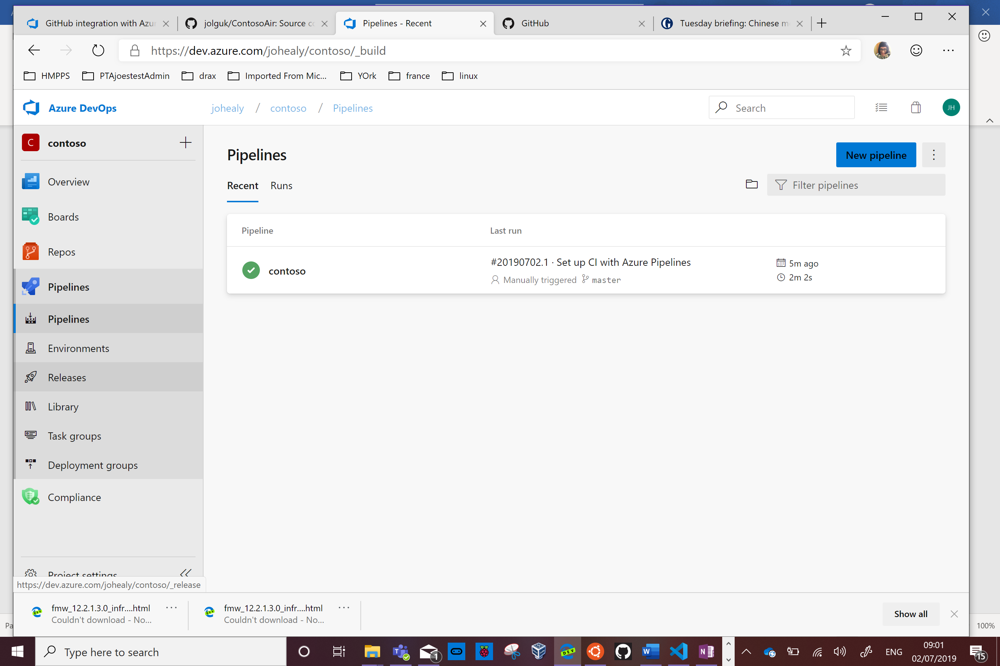 GitHub integration with Azur
jolguk/ContosoAir: Source co
Pipelines - Recent
GitHub
Tuesday briefing: Chinese m
https://dev.azure.com/johealy/contoso/_build
HMPPS
PTAjoestestAdmin
drax
Imported From Mic...
YOrk
france
linux
Azure DevOps
johealy / contoso / Pipelines
Search
JH
C contoso
Overview
Boards
Repos
Pipelines
Pipelines
Environments
Releases
Library
Task groups
Deployment groups
Compliance
Project settings
https://dev.azure.com/johealy/contoso/_release
Pipelines
New pipeline
Recent
Runs
Filter pipelines
Pipeline
Last run
contoso
#20190702.1 · Set up CI with Azure Pipelines
Manually triggered master
5m ago
2m 2s
fmw_12.2.1.3.0_infr....html
Couldn't download - No...
fmw_12.2.1.3.0_infr....html
Couldn't download - No...
Show all
Pa
100%
Type here to search
T
1
DEV
W
N
ENG
09:01
02/07/2019
15